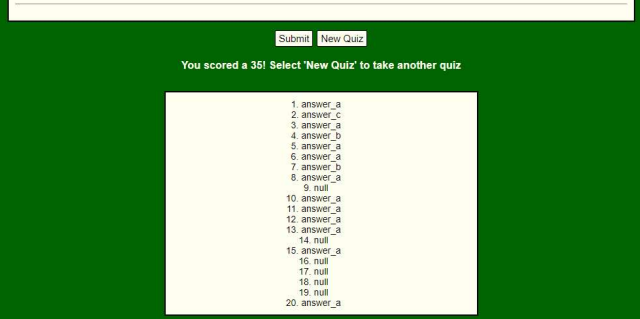 Submit New Quiz
You scored a 35! Select 'New Quiz' to take another quiz
1. answer_a
2. answer_c
3. answer_a
4. answer_b
5. answer_a
6. answer_a
7. answer_b
8. answer_a
9. null
10. answer_a
11. answer_a
12. answer_a
13. answer_a
14. null
15. answer_a
16. null
17. null
18. null
19. null
20. answer_a